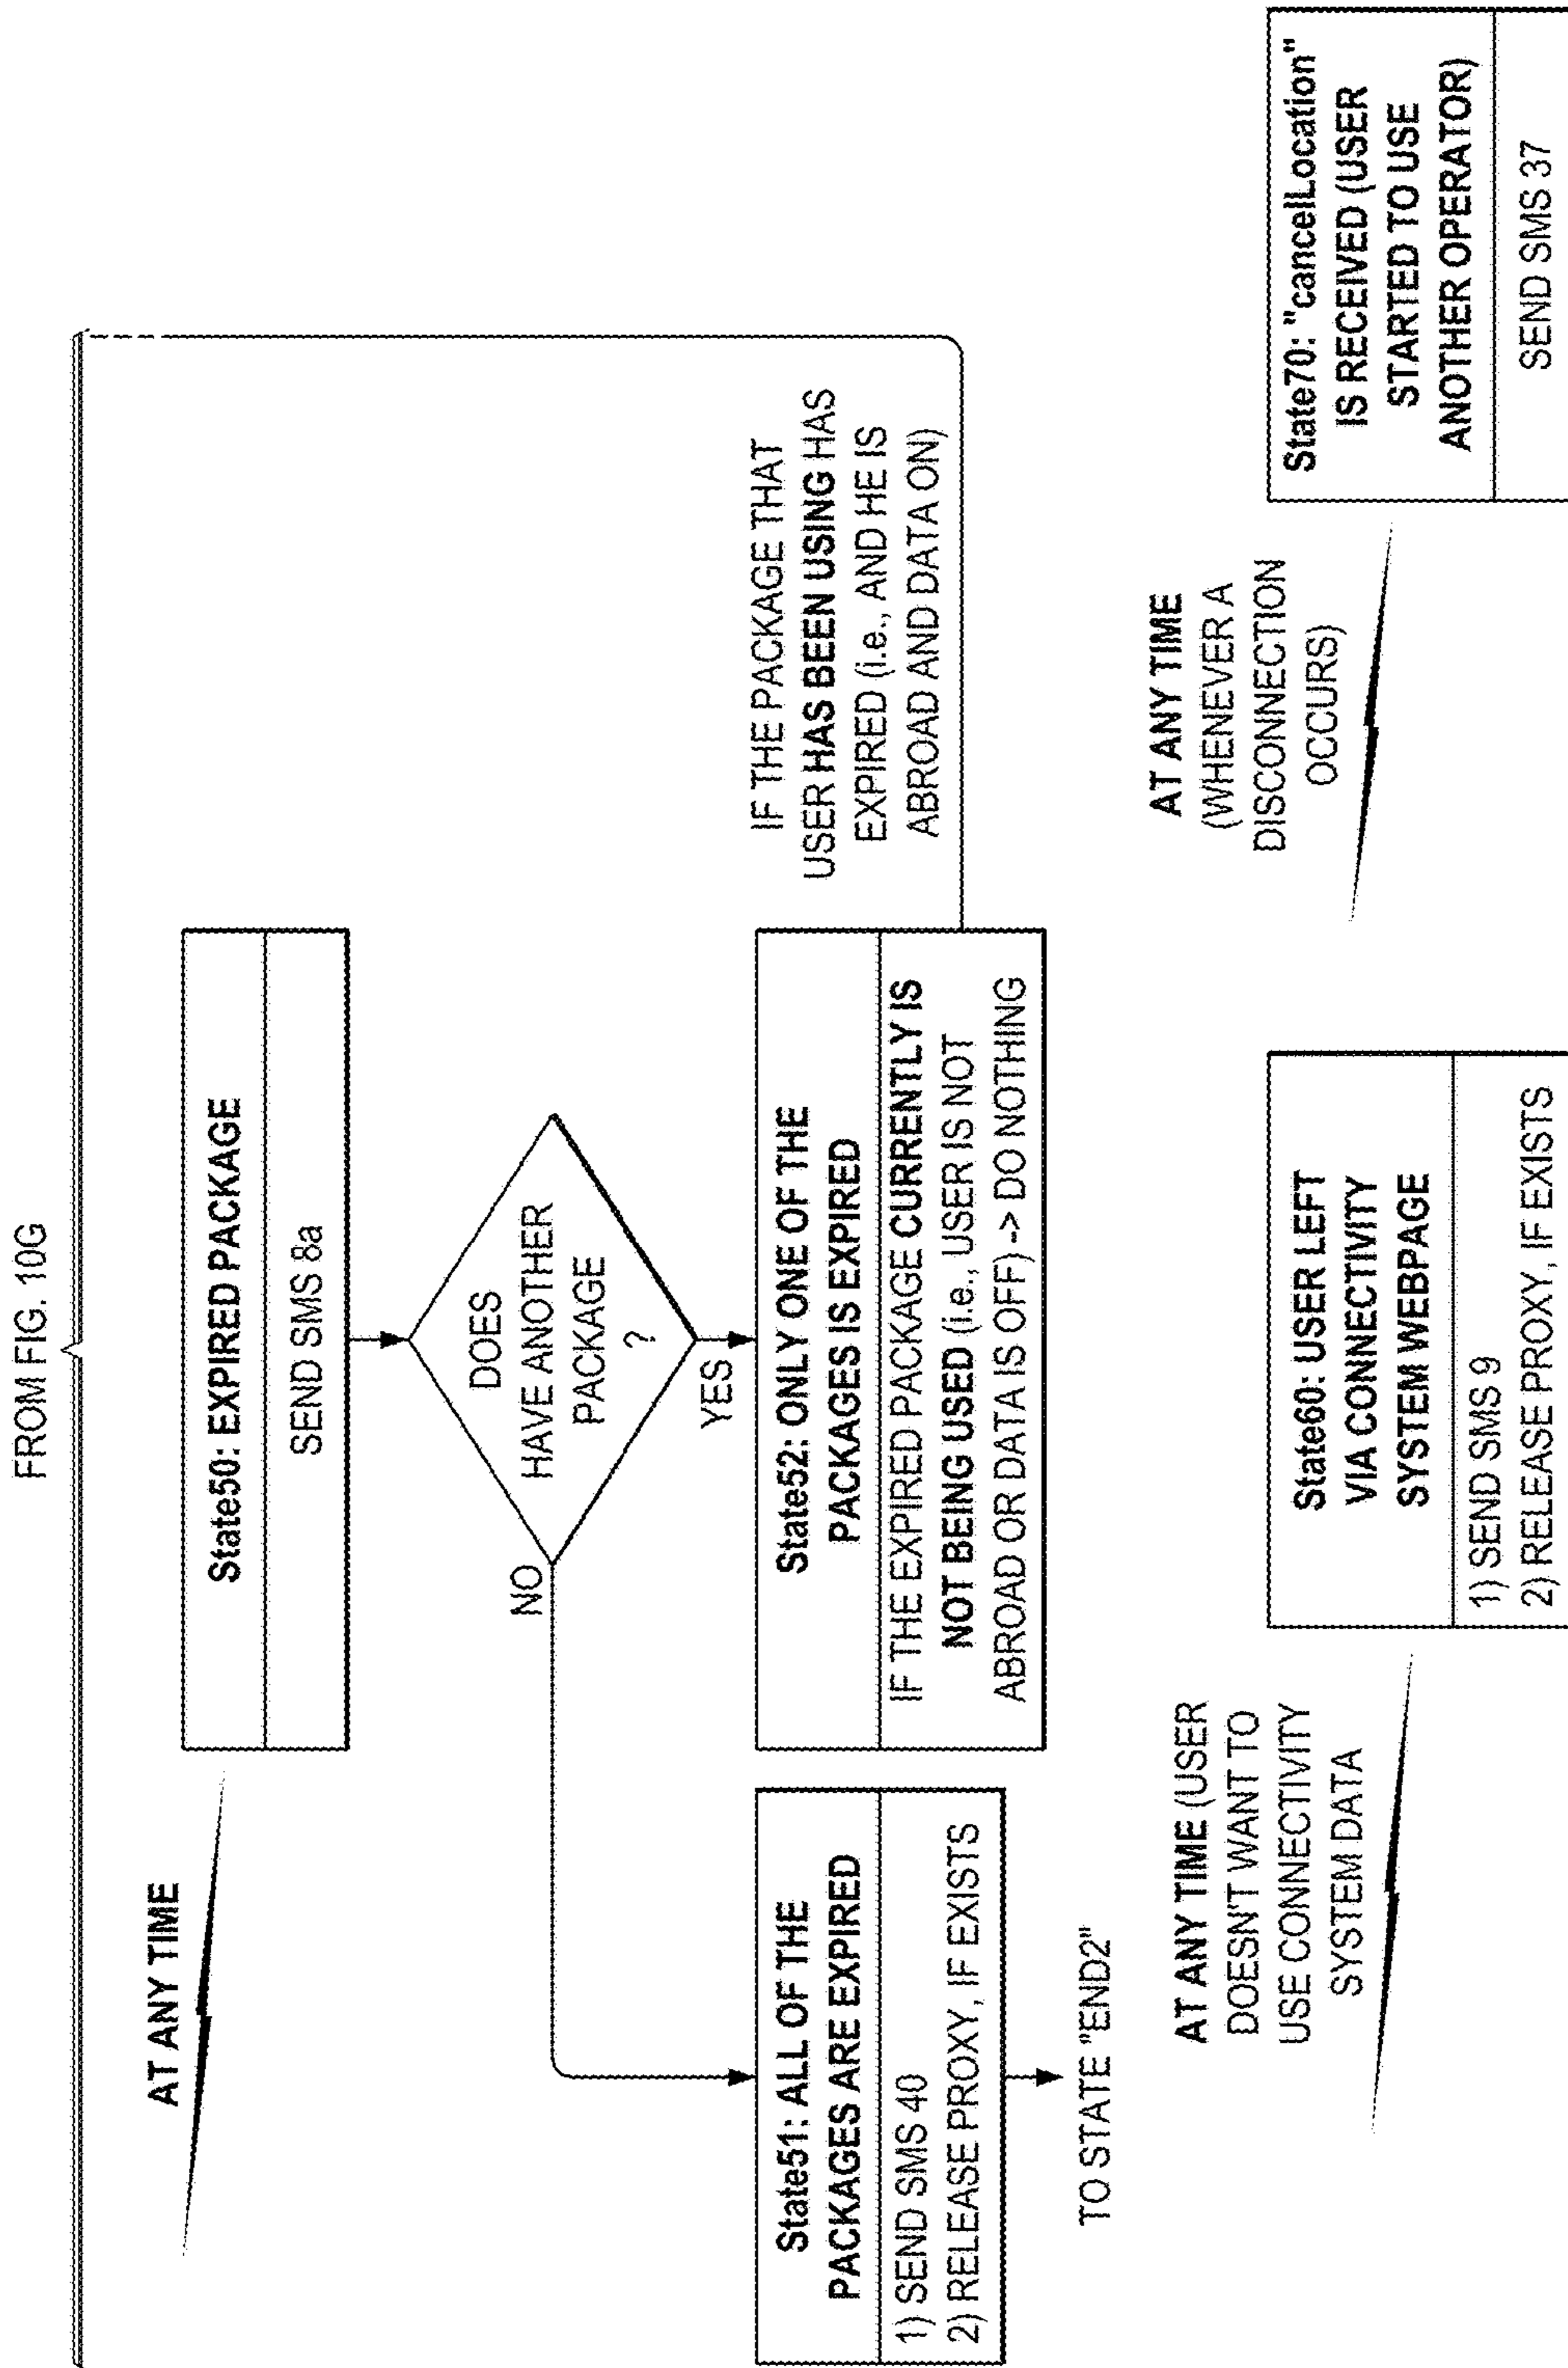 FROM FIG. 10G
AT ANY TIME
State50: EXPIRED PACKAGE
SEND SMS 8a
DOES
HAVE ANOTHER
PACKAGE
?
NO
YES
State51: ALL OF THE
PACKAGES ARE EXPIRED
1) SEND SMS 40
2) RELEASE PROXY, IF EXISTS
TO STATE "END2"
State52: ONLY ONE OF THE
PACKAGES IS EXPIRED
IF THE EXPIRED PACKAGE CURRENTLY IS
NOT BEING USED (i.e., USER IS NOT
ABROAD OR DATA IS OFF) -> DO NOTHING
IF THE PACKAGE THAT
USER HAS BEEN USING HAS
EXPIRED (i.e., AND HE IS
ABROAD AND DATA ON)
AT ANY TIME (USER
DOESN'T WANT TO
USE CONNECTIVITY
SYSTEM DATA
State60: USER LEFT
VIA CONNECTIVITY
SYSTEM WEBPAGE
1) SEND SMS 9
2) RELEASE PROXY, IF EXISTS
AT ANY TIME
(WHENEVER A
DISCONNECTION
OCCURS)
State70: "cancelLocation"
IS RECEIVED (USER
STARTED TO USE
ANOTHER OPERATOR)
SEND SMS 37